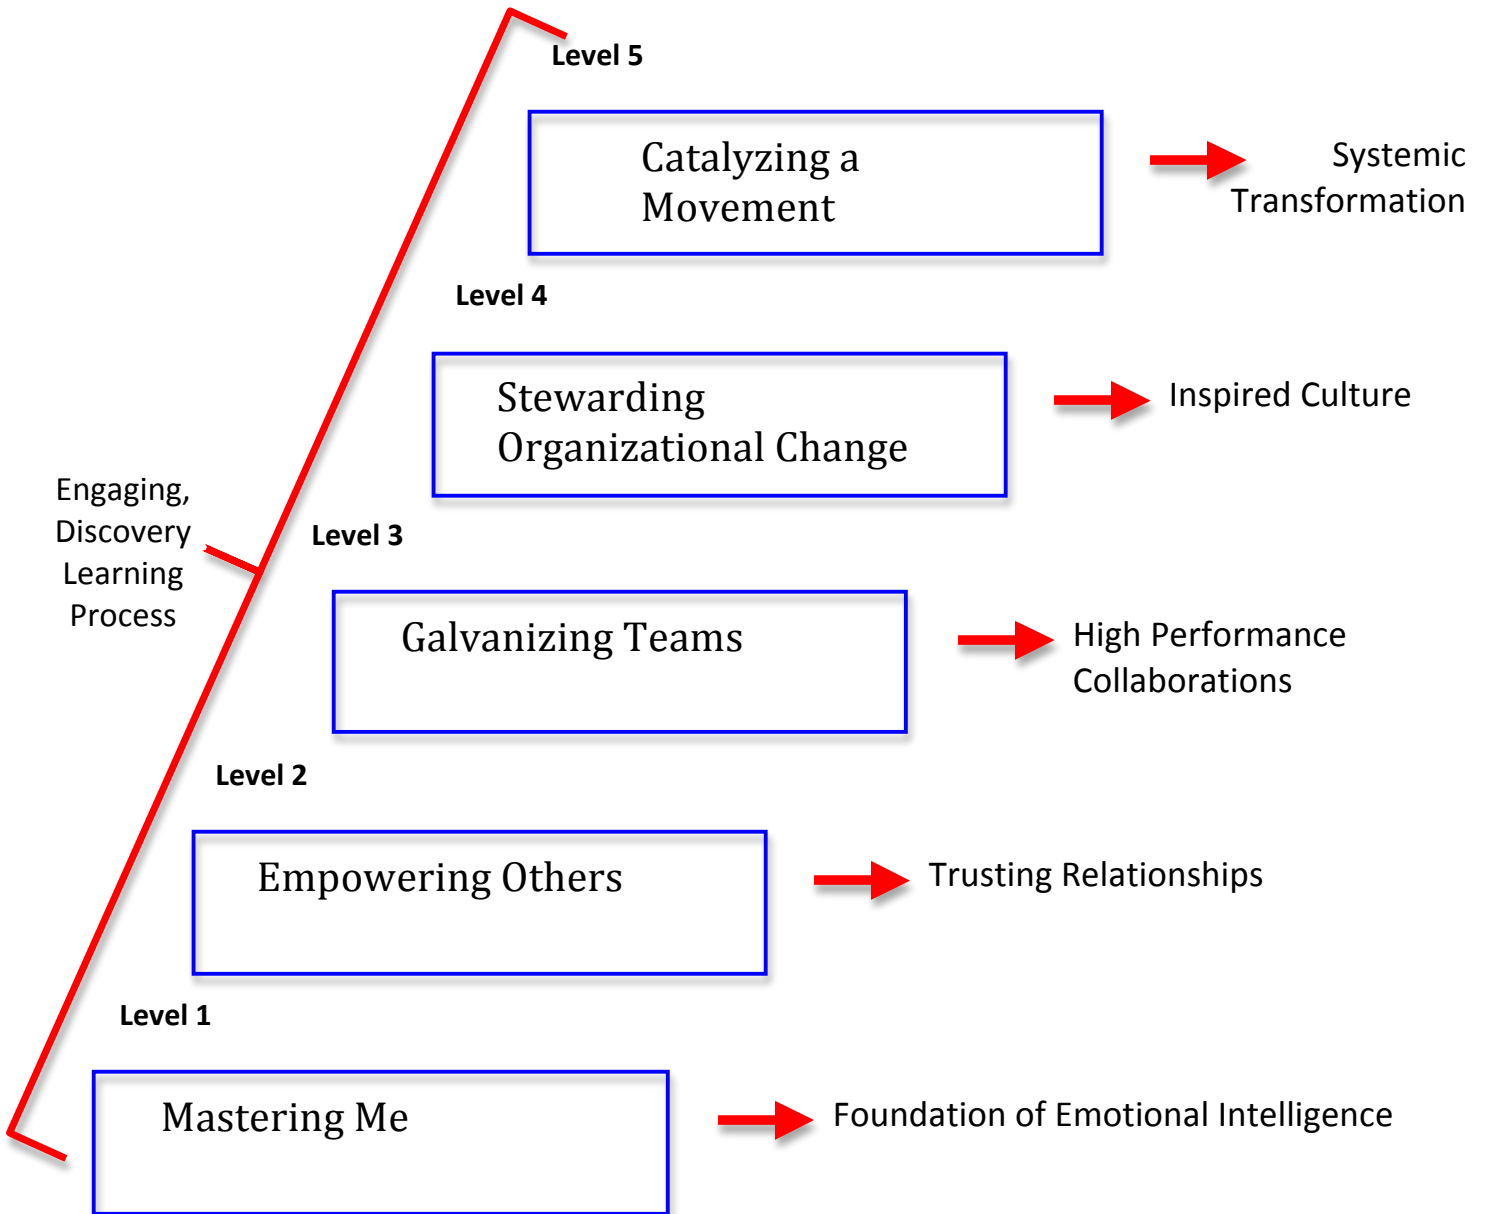 Level 5
Catalyzing a
Movement
Systemic
Transformation
Level 4
Stewarding
Organizational Change
Inspired Culture
Engaging,
Discovery
Learning
Process
Level 3
Galvanizing Teams
High Performance
Collaborations
Level 2
Empowering Others
Trusting Relationships
Level 1
Mastering Me
Foundation of Emotional Intelligence